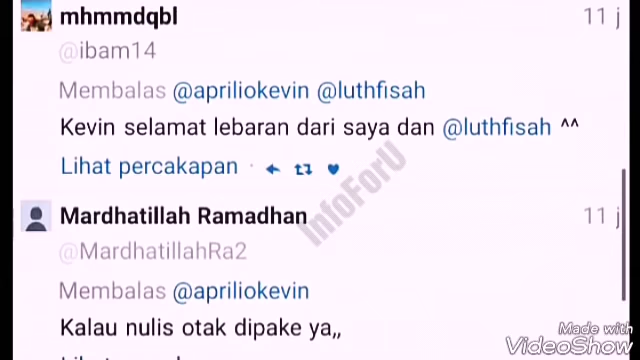 mhmmdqbl 11 j
@ibam14
Membalas @apriliokevin @luthfisah
Kevin selamat lebaran dari saya dan @luthfisah ^^
Lihat percakapan
InfoForU
Mardhatillah Ramadhan 11 j
@MardhatillahRa2
Membalas @apriliokevin
Kalau nulis otak dipake ya,,
Made with
VideoShow